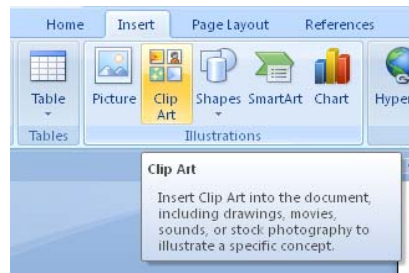 Home Insert Page Layout References
Table Picture Clip Art Shapes SmartArt Chart
Tables Illustrations
Clip Art
Insert Clip Art into the document,
including drawings, movies,
sounds, or stock photography to
illustrate a specific concept.